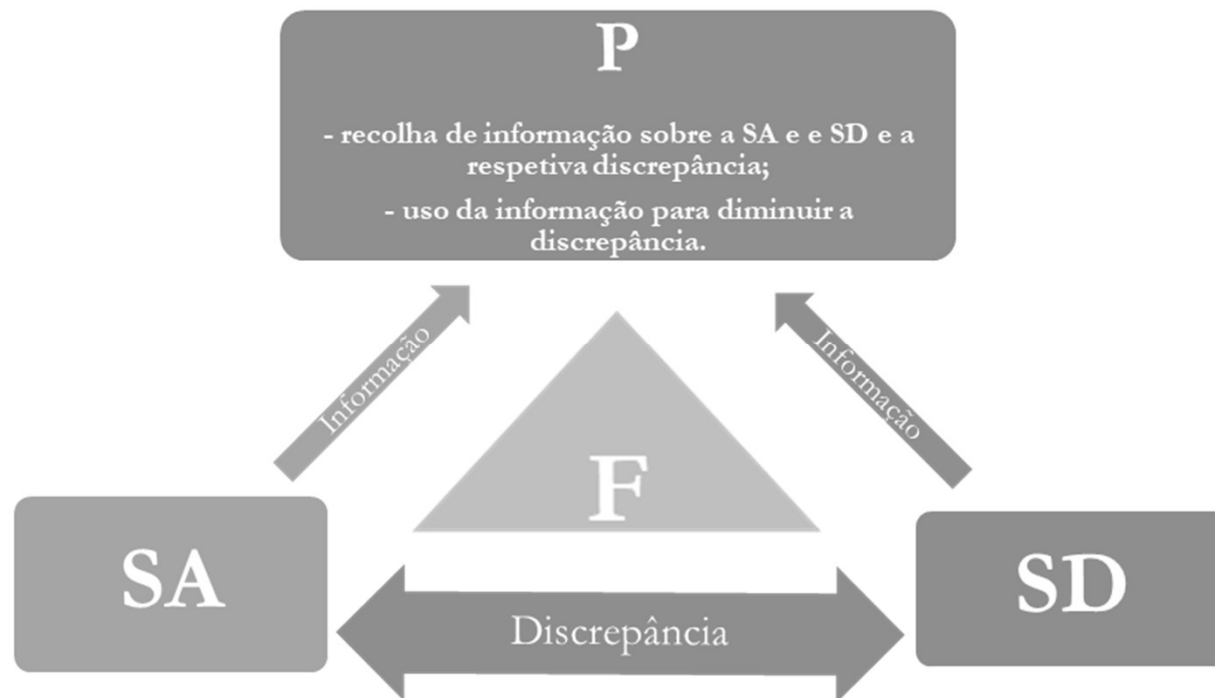 P
- recolha de informação sobre a SA e e SD e a
respetiva discrepância;
- uso da informação para diminuir a
discrepância.
Informação
Informação
F
SA
Discrepância
SD